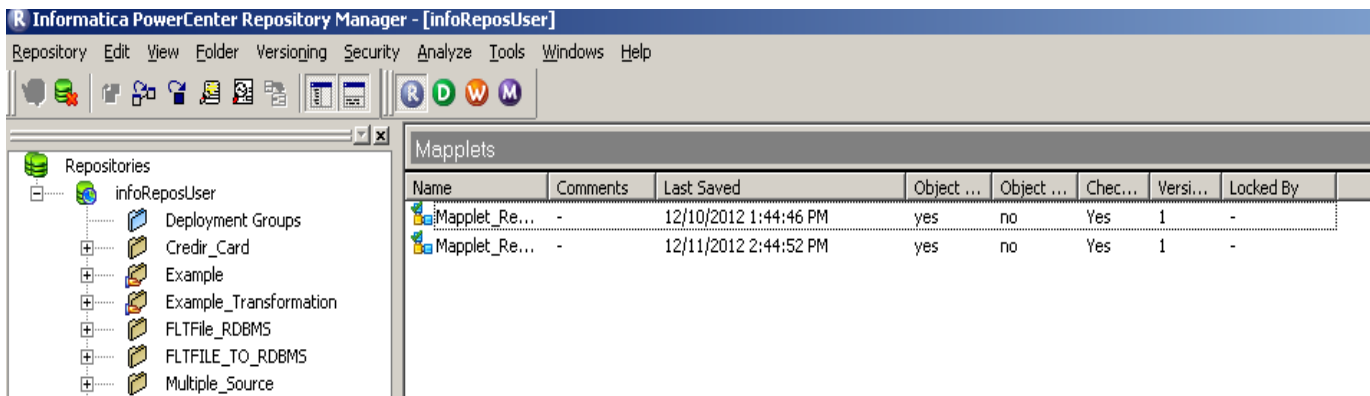 R Informatica PowerCenter Repository Manager - [infoReposUser]
Repository Edit View Folder Versioning Security Analyze Tools Windows Help
R D W M
Repositories
infoReposUser
Deployment Groups
Credir_Card
Example
Example_Transformation
FLTFile_RDBMS
FLTFILE_TO_RDBMS
Multiple_Source
Mapplets
Name Comments Last Saved Object ... Object ... Chec... Versi... Locked By
Mapplet_Re... - 12/10/2012 1:44:46 PM yes no Yes 1 -
Mapplet_Re... - 12/11/2012 2:44:52 PM yes no Yes 1 -